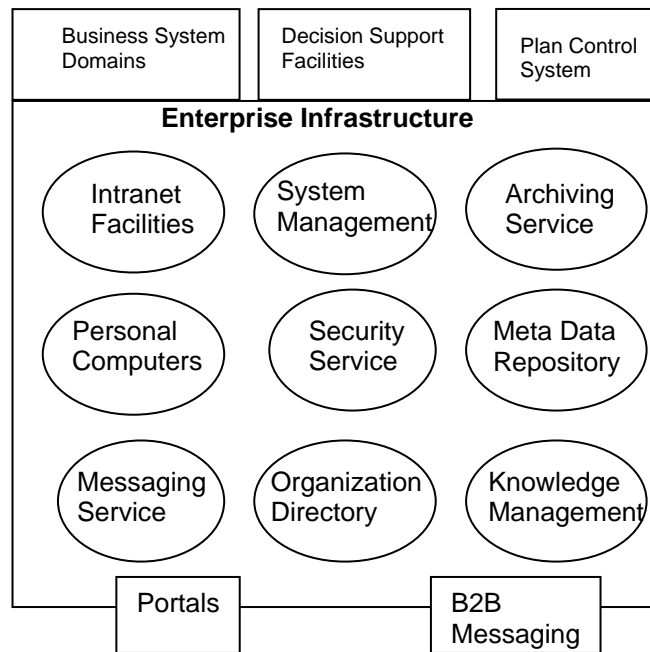 Business System
Domains
Decision Support
Facilities
Plan Control
System
Enterprise Infrastructure
Intranet
Facilities
System
Management
Archiving
Service
Personal
Computers
Security
Service
Meta Data
Repository
Messaging
Service
Organization
Directory
Knowledge
Management
Portals
B2B
Messaging